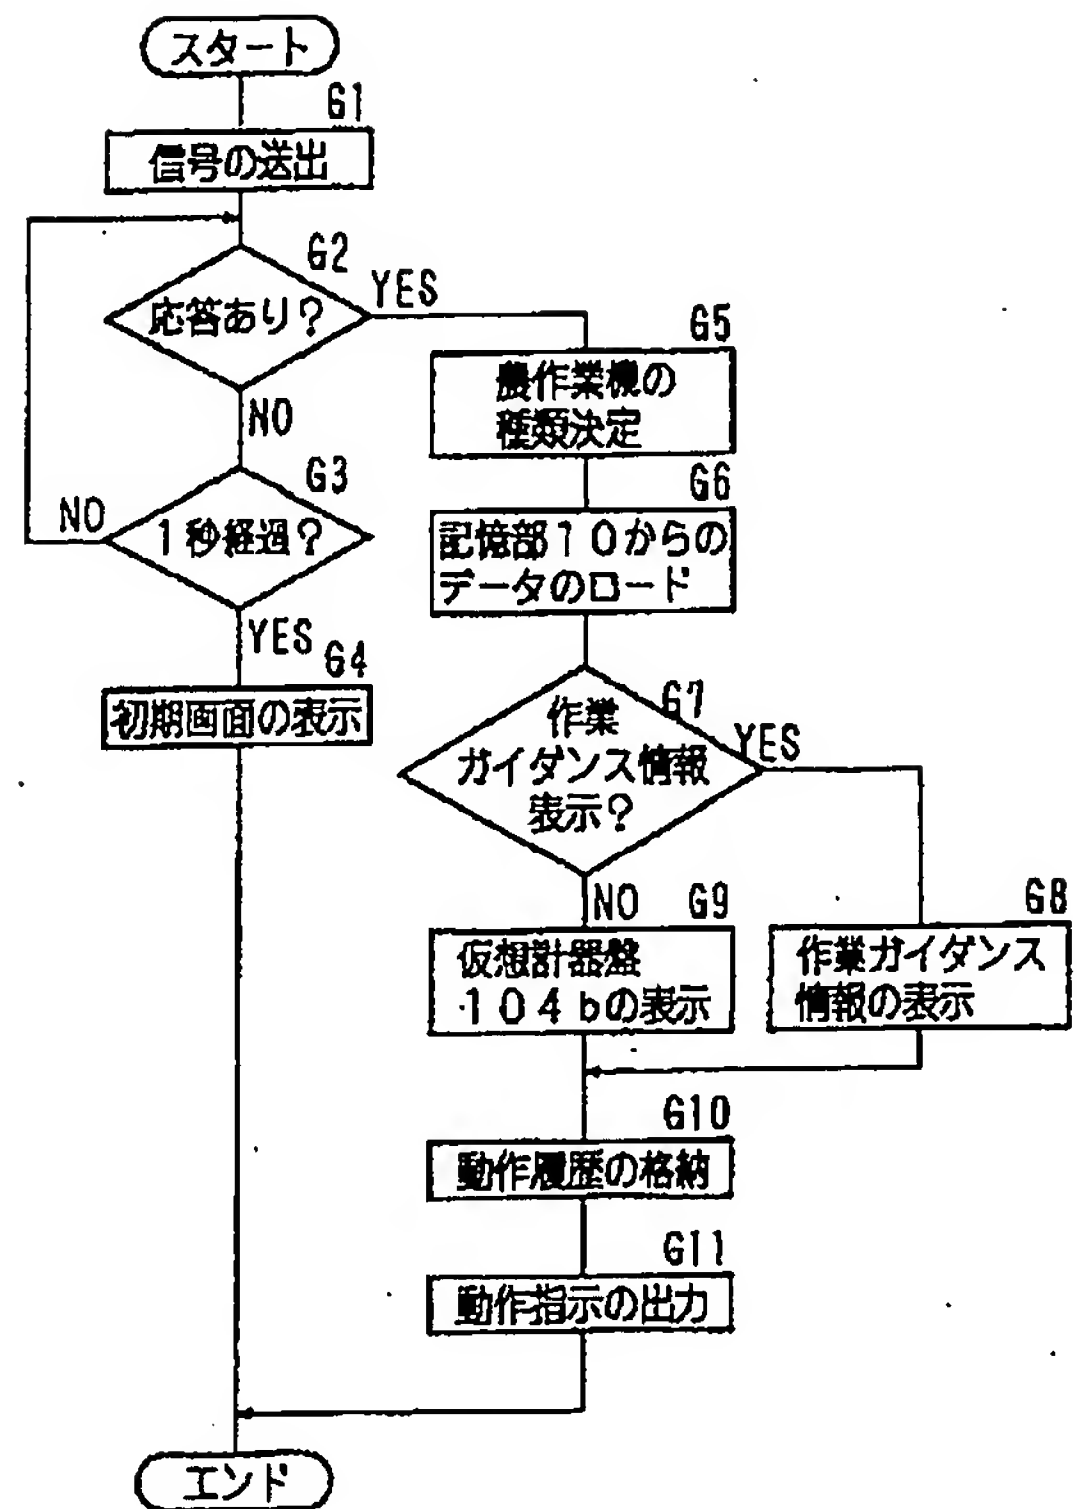 スタート
G1
信号の送出
G2
応答あり?
YES
NO
G3
1秒経過?
NO
YES
G4
初期画面の表示
G5
農作業機の
種類決定
G6
記憶部10からの
データのロード
G7
作業
ガイダンス情報
表示?
YES
NO
G9
仮想計器盤
104bの表示
G8
作業ガイダンス
情報の表示
G10
動作履歴の格納
G11
動作指示の出力
エンド